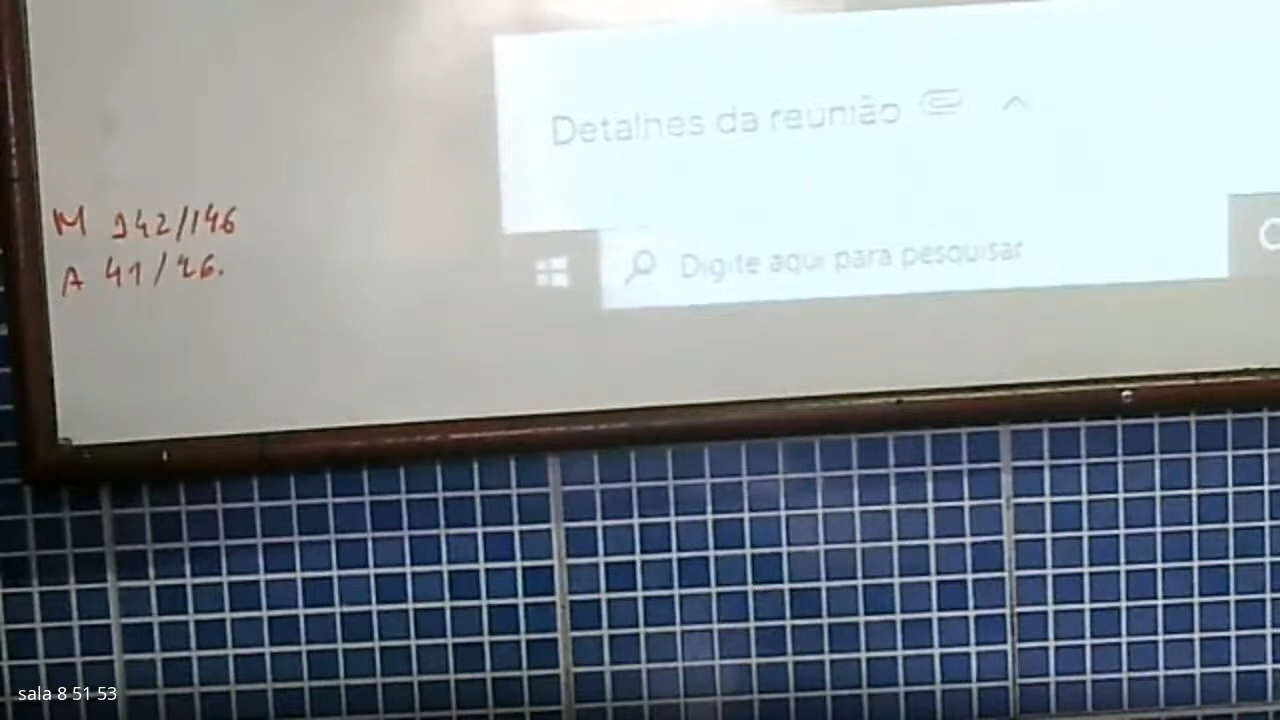 Detalhes da reunião
M 142/146
A 41/26.
Digite aqui para pesquisar
sala 8 51 53